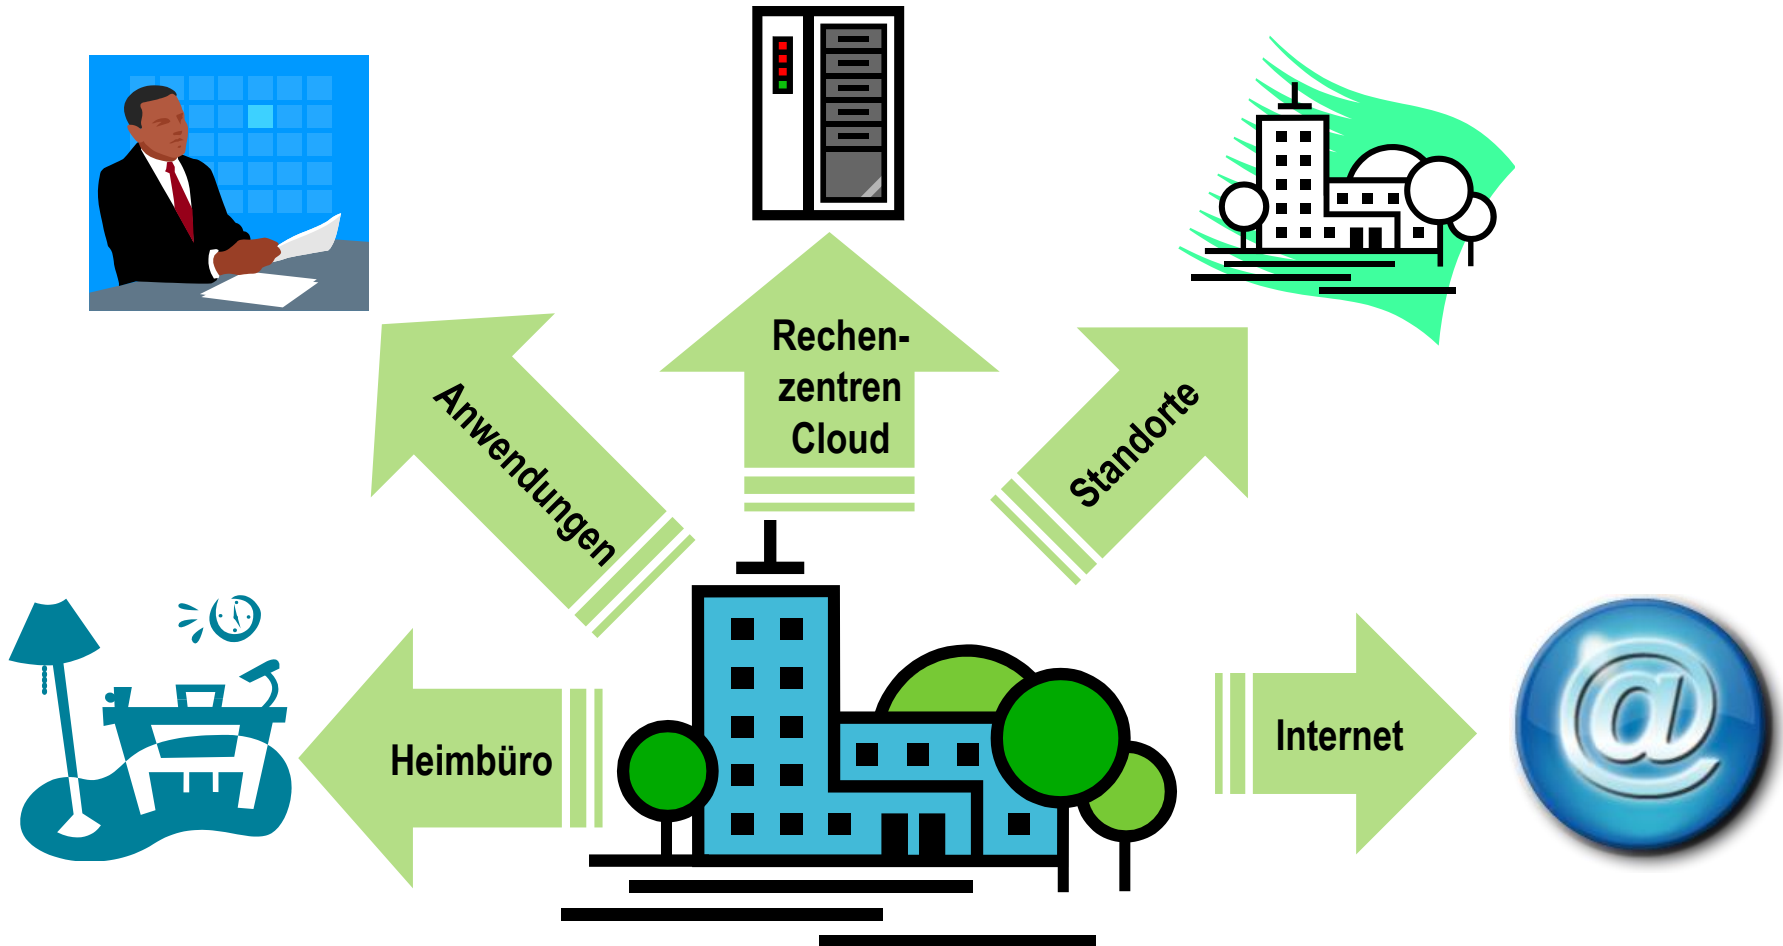 Rechen-
zentren
Cloud
Anwendungen
Standorte
Heimbüro
Internet
@